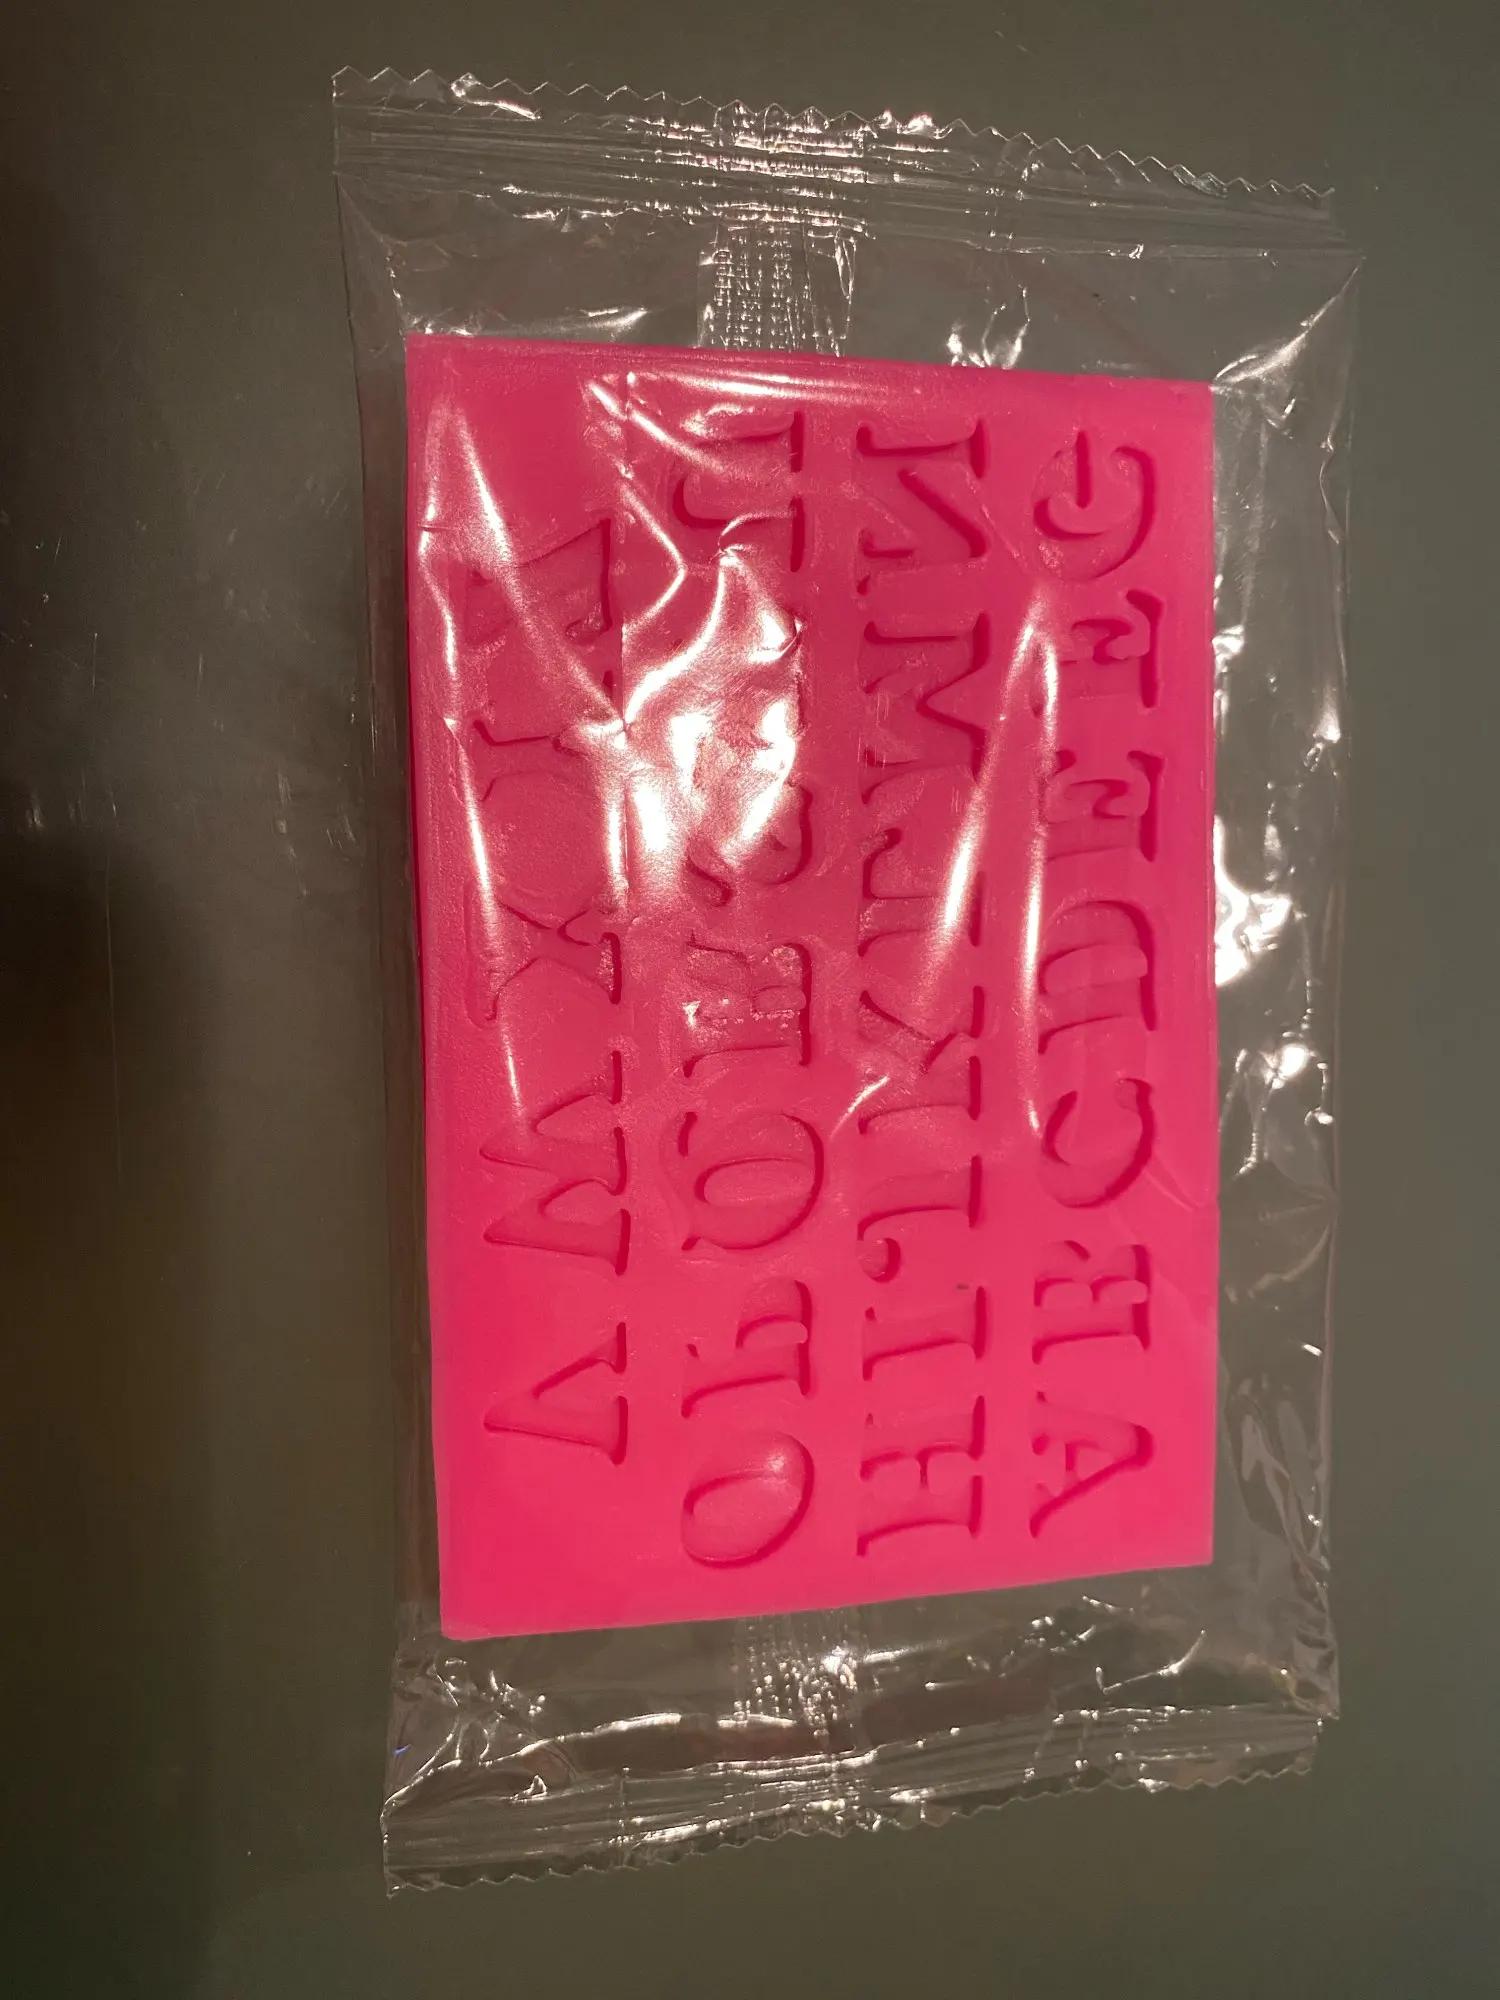 ABCDEFG
HIJKLMN
OPQRSTU
VWXYZ